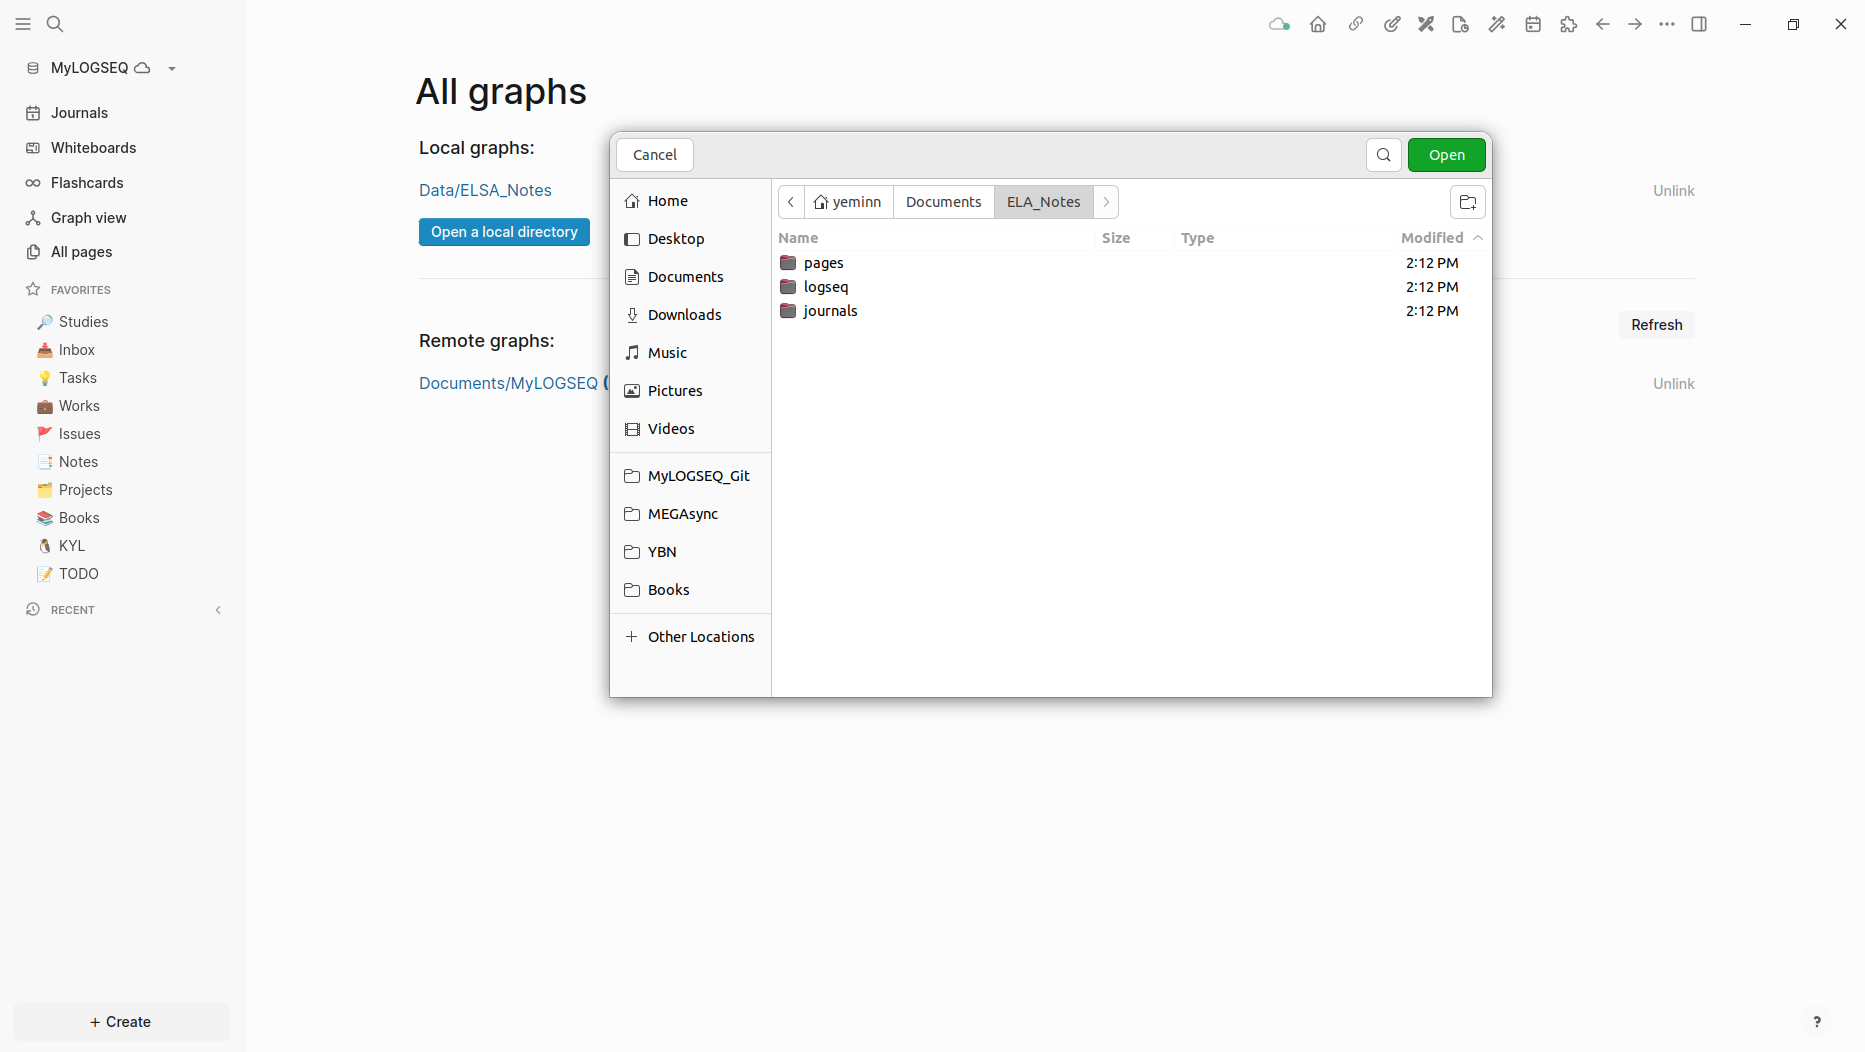 MyLOGSEQ
Journals
Whiteboards
Flashcards
Graph view
All pages
FAVORITES
Studies
Inbox
Tasks
Works
Issues
Notes
Projects
Books
KYL
TODO
RECENT
+ Create
All graphs
Local graphs:
Data/ELSA_Notes
Unlink
Open a local directory
Remote graphs:
Refresh
Documents/MyLOGSEQ (
Unlink
Cancel
Open
Home
Desktop
Documents
Downloads
Music
Pictures
Videos
MyLOGSEQ_Git
MEGAsync
YBN
Books
+ Other Locations
yeminn Documents ELA_Notes
Name Size Type Modified
pages 2:12 PM
logseq 2:12 PM
journals 2:12 PM
?